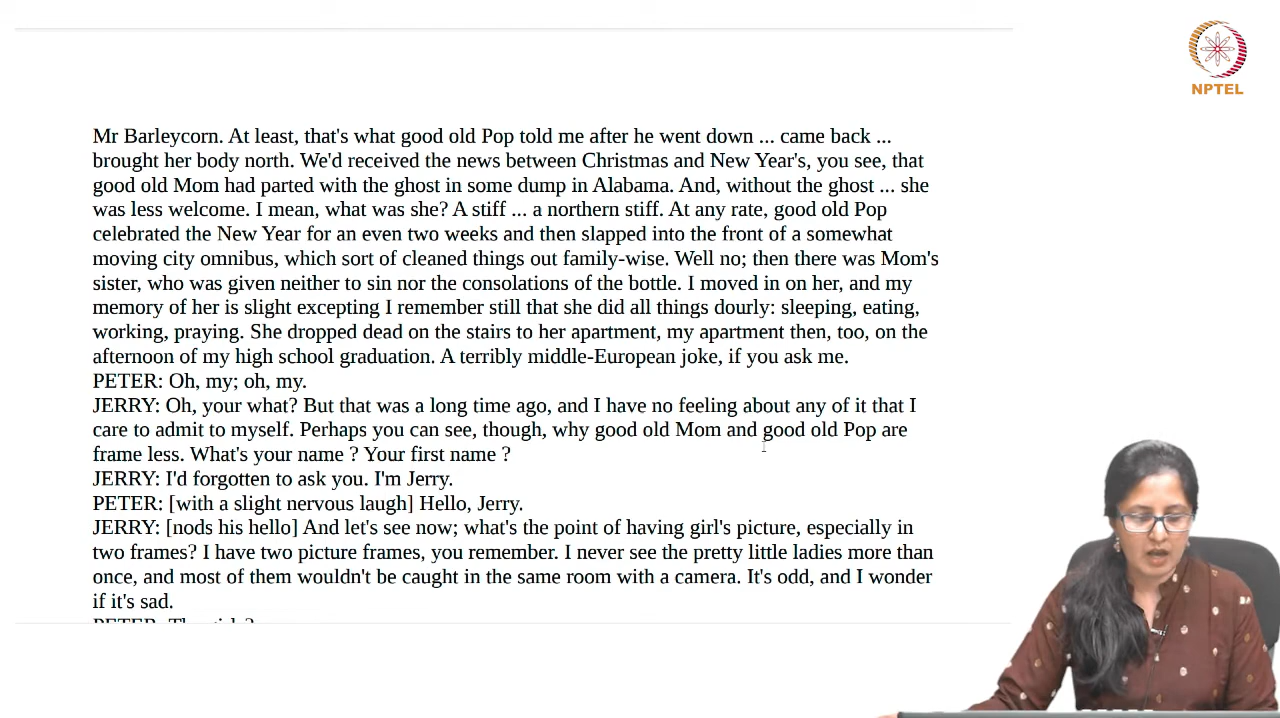 NPTEL
Mr Barleycorn. At least, that's what good old Pop told me after he went down ... came back ...
brought her body north. We'd received the news between Christmas and New Year's, you see, that
good old Mom had parted with the ghost in some dump in Alabama. And, without the ghost ... she
was less welcome. I mean, what was she? A stiff ... a northern stiff. At any rate, good old Pop
celebrated the New Year for an even two weeks and then slapped into the front of a somewhat
moving city omnibus, which sort of cleaned things out family-wise. Well no; then there was Mom's
sister, who was given neither to sin nor the consolations of the bottle. I moved in on her, and my
memory of her is slight excepting I remember still that she did all things dourly: sleeping, eating,
working, praying. She dropped dead on the stairs to her apartment, my apartment then, too, on the
afternoon of my high school graduation. A terribly middle-European joke, if you ask me.
PETER: Oh, my; oh, my.
JERRY: Oh, your what? But that was a long time ago, and I have no feeling about any of it that I
care to admit to myself. Perhaps you can see, though, why good old Mom and good old Pop are
frame less. What's your name ? Your first name ?
JERRY: I'd forgotten to ask you. I'm Jerry.
PETER: [with a slight nervous laugh] Hello, Jerry.
JERRY: [nods his hello] And let's see now; what's the point of having girl's picture, especially in
two frames? I have two picture frames, you remember. I never see the pretty little ladies more than
once, and most of them wouldn't be caught in the same room with a camera. It's odd, and I wonder
if it's sad.